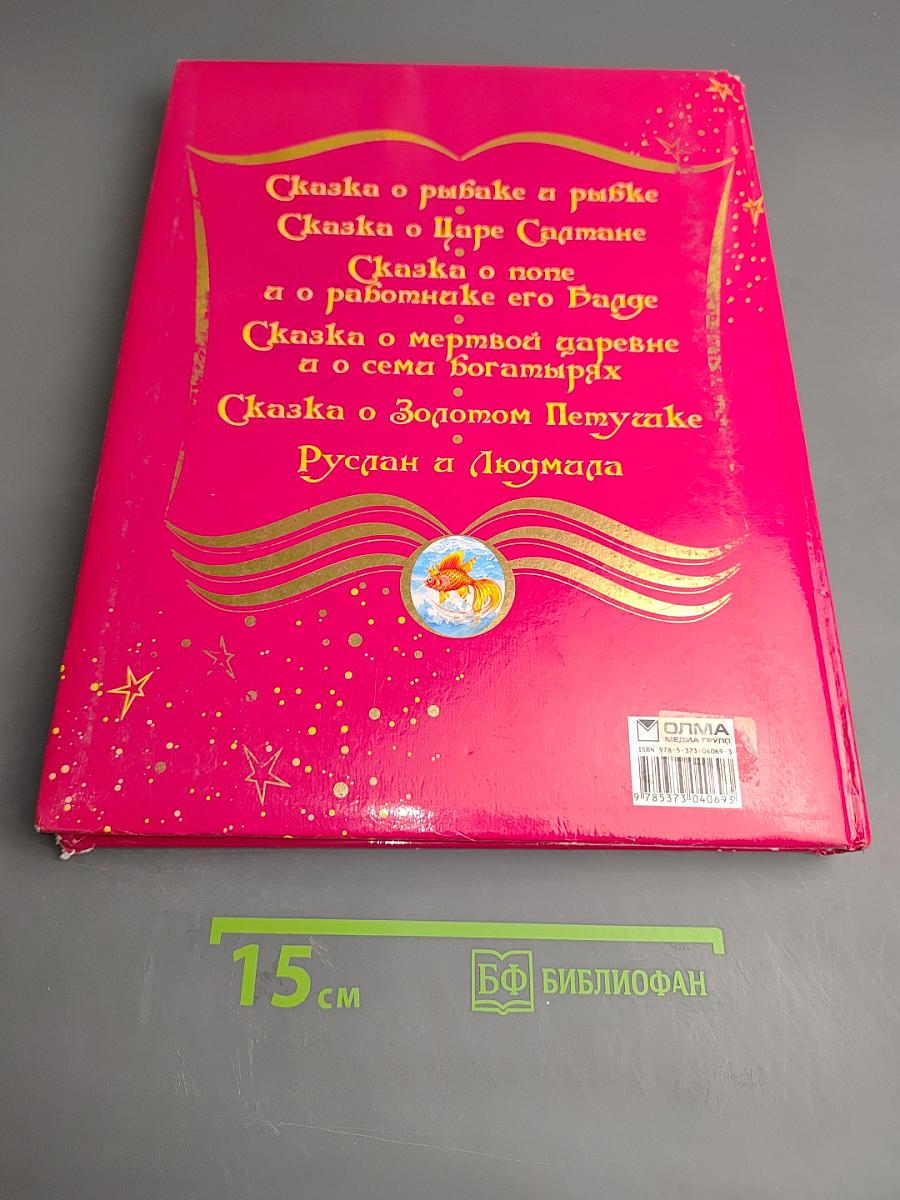 Сказка о рыбаке и рыбке
Сказка о Царе Салтане
Сказка о попе
и о работнике его Балде
Сказка о мертвой царевне
и о семи богатырях
Сказка о Золотом Петушке
Руслан и Людмила
ОЛМА
МЕДИА ГРУПП
ISBN 978-5-373-04069-3
9 785373 040693
15 см
БФ БИБЛИОФАН